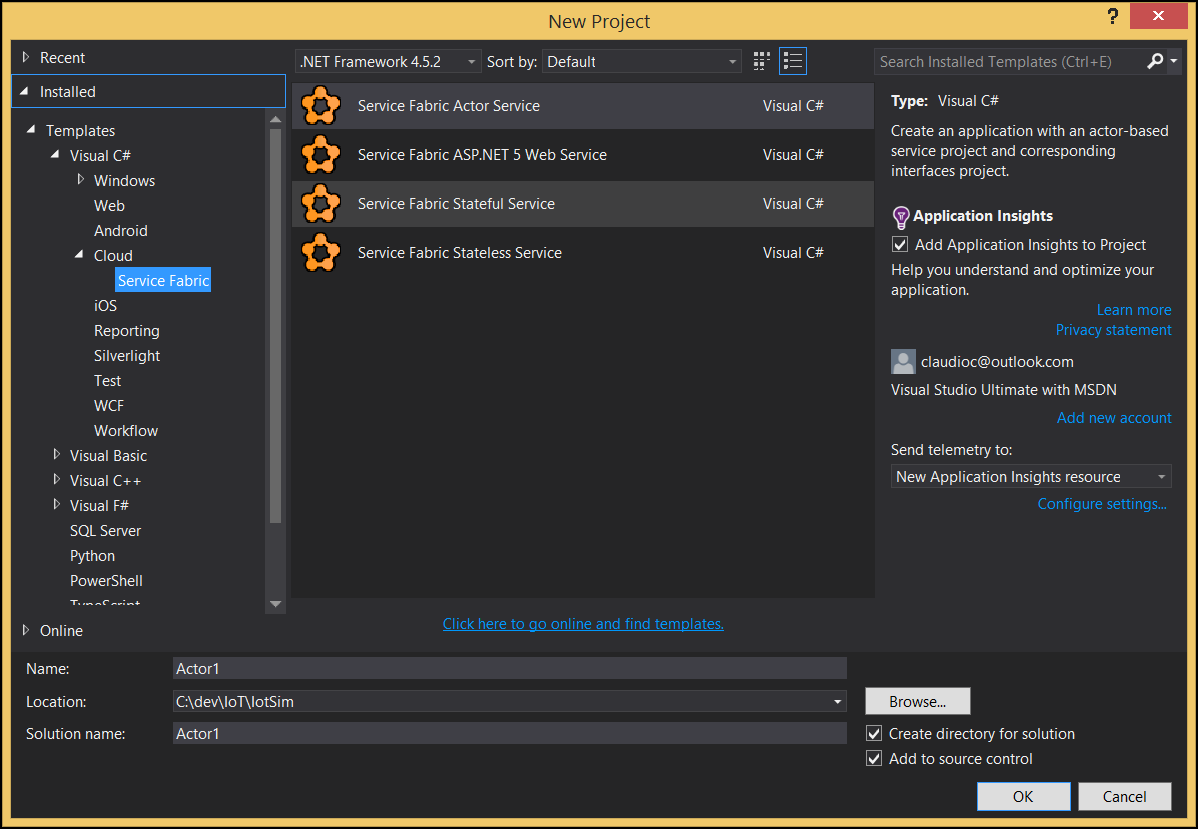 New Project
?
Recent
Installed
Templates
Visual C#
Windows
Web
Android
Cloud
Service Fabric
iOS
Reporting
Silverlight
Test
WCF
Workflow
Visual Basic
Visual C++
Visual F#
SQL Server
Python
PowerShell
TypeScript
Online
.NET Framework 4.5.2
Sort by: Default
Service Fabric Actor Service Visual C#
Service Fabric ASP.NET 5 Web Service Visual C#
Service Fabric Stateful Service Visual C#
Service Fabric Stateless Service Visual C#
Click here to go online and find templates.
Search Installed Templates (Ctrl+E)
Type: Visual C#
Create an application with an actor-based
service project and corresponding
interfaces project.
Application Insights
Add Application Insights to Project
Help you understand and optimize your
application.
Learn more
Privacy statement
claudioc@outlook.com
Visual Studio Ultimate with MSDN
Add new account
Send telemetry to:
New Application Insights resource
Configure settings...
Name: Actor1
Location: C:\dev\IoT\IotSim
Browse...
Solution name: Actor1
Create directory for solution
Add to source control
OK
Cancel